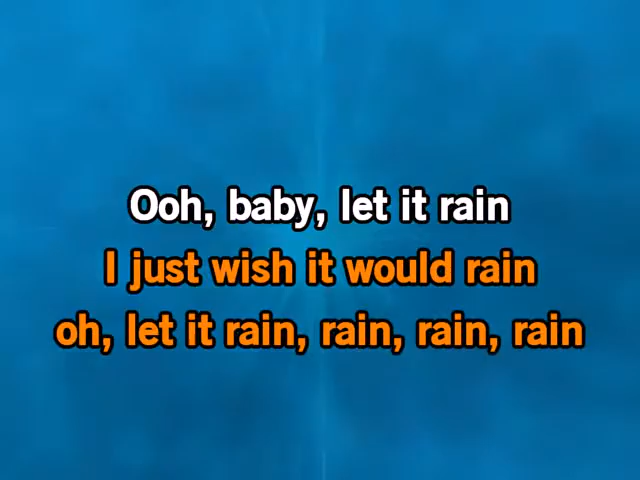 Ooh, baby, let it rain
I just wish it would rain
oh, let it rain, rain, rain, rain